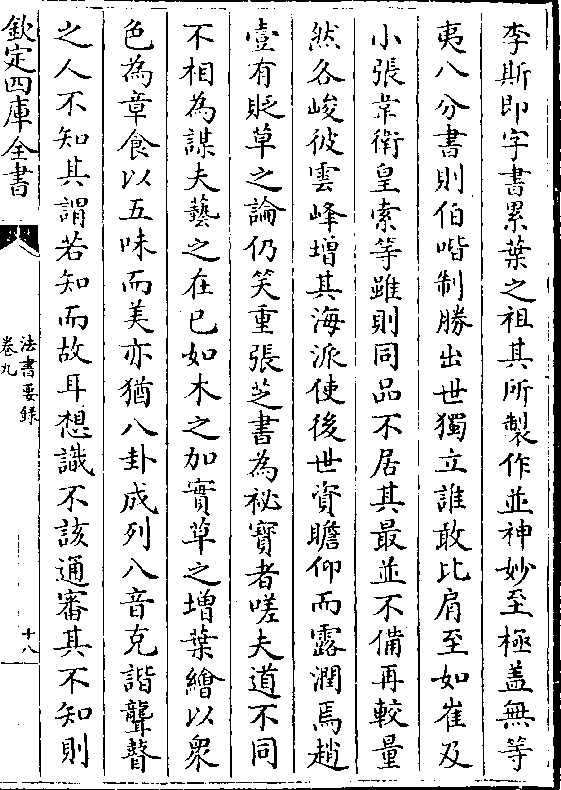 李斯即字書累葉之祖其所製作並神妙至極蓋無等
夷八分書則伯喈制勝出世獨立誰敢比肩至如崔及
小張韋衛皇索等雖則同品不居其最並不備再較量
然各峻彼雲峰增其海派使後世資瞻仰而露潤焉趙
壹有貶草之論仍笑重張芝書為祕寶者嗟夫道不同
不相為謀夫藝之在已如木之加實草之增葉繪以衆
色為章食以五味而美亦猶八卦成列八音克諧聾瞽
之人不知其謂若知而故耳想識不該通審其不知則
欽定四庫全書
法書要錄
卷九
十八